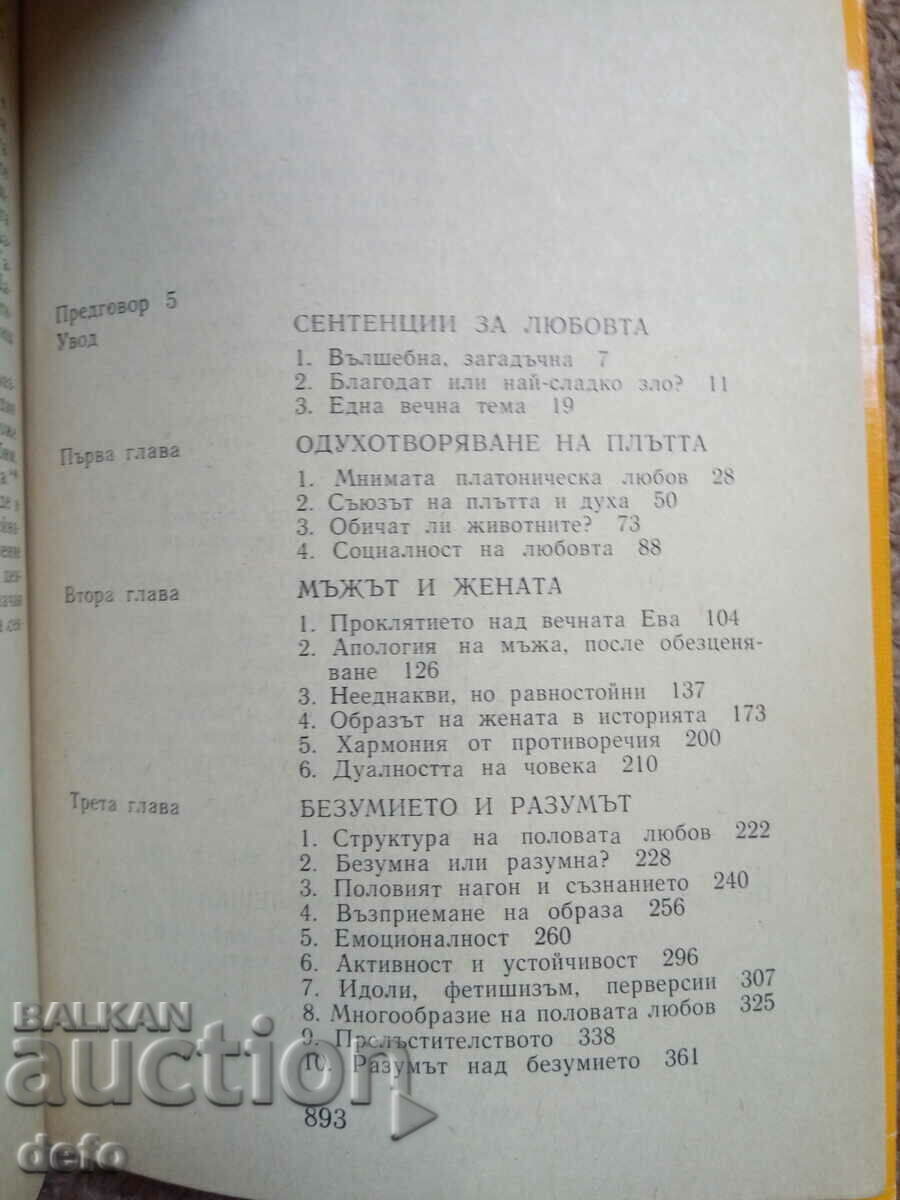 Предговор 5
Увод
СЕНТЕНЦИИ ЗА ЛЮБОВТА
1. Вълшебна, загадъчна 7
2. Благодат или най-сладко зло? 11
3. Една вечна тема 19
Първа глава
ОДУХОТВОРЯВАНЕ НА ПЛЪТТА
1. Мнимата платоническа любов 28
2. Съюзът на плътта и духа 50
3. Обичат ли животните? 73
4. Социалност на любовта 88
Втора глава
МЪЖЪТ И ЖЕНАТА
1. Проклятието над вечната Ева 104
2. Апология на мъжа, после обезценя-
ване 126
3. Нееднакви, но равностойни 137
4. Образът на жената в историята 173
5. Хармония от противоречия 200
6. Дуалността на човека 210
Трета глава
БЕЗУМИЕТО И РАЗУМЪТ
1. Структура на половата любов 222
2. Безумна или разумна? 228
3. Половият нагон и съзнанието 240
4. Възприемане на образа 256
5. Емоционалност 260
6. Активност и устойчивост 296
7. Идоли, фетишизъм, перверсии 307
8. Многообразие на половата любов 325
9. Прелъстителството 338
10. Разумът над безумието 361
893
BALKAN
auction
defo